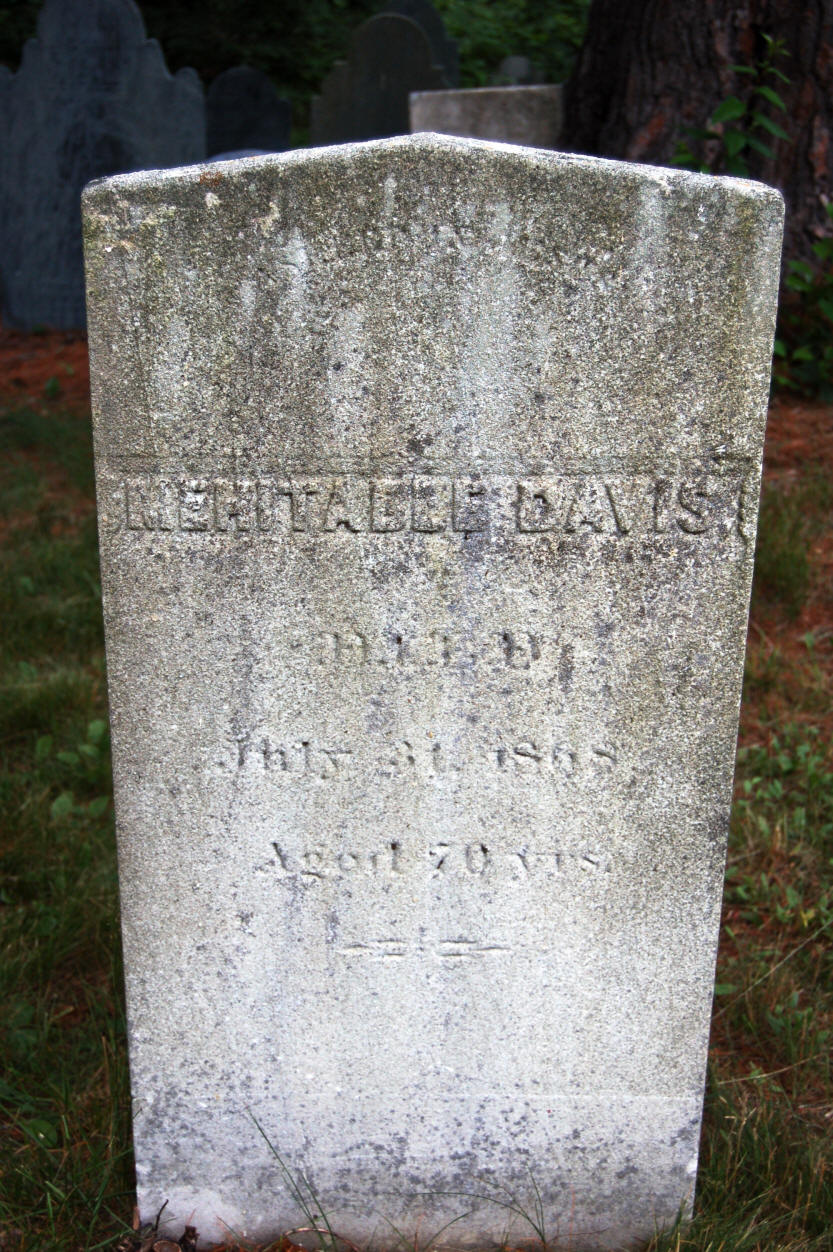 MEHITABLE DAVIS
DIED
July 31, 1868,
Aged 70 yrs.